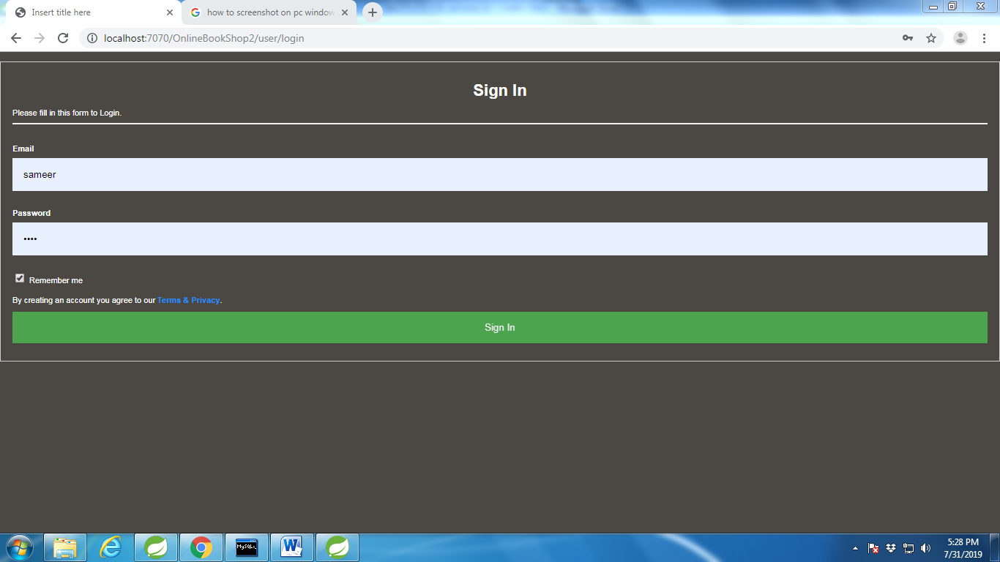 Insert title here
how to screenshot on pc window
localhost:7070/OnlineBookShop2/user/login
Sign In
Please fill in this form to Login.
Email
sameer
Password
••••
Remember me
By creating an account you agree to our Terms & Privacy.
Sign In
MySQL
5:28 PM
7/31/2019